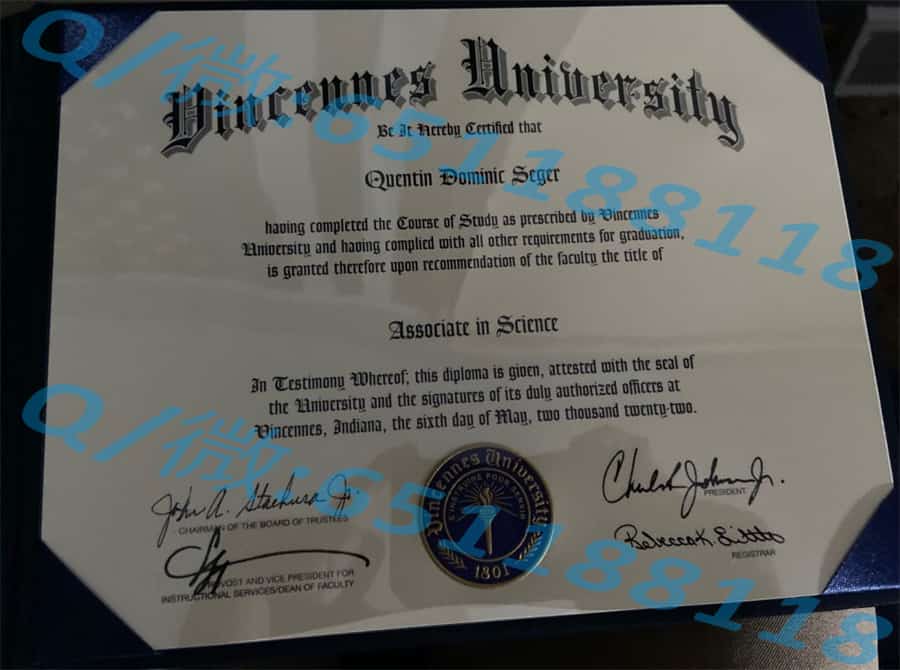 Vincennes University
Be It Hereby Certified that
Quentin Dominic Seger
having completed the Course of Study as prescribed by Vincennes
University and having complied with all other requirements for graduation,
is granted therefore upon recommendation of the faculty the title of
Associate in Science
In Testimony Whereof; this diploma is given, attested with the seal of
the University and the signatures of its duly authorized officers at
Vincennes, Indiana, the sixth day of May, two thousand twenty-two.
John A. Stachura Jr.
CHAIRMAN OF THE BOARD OF TRUSTEES
PROVOST AND VICE PRESIDENT FOR
INSTRUCTIONAL SERVICES/DEAN OF FACULTY
Vincennes University
1801
PRESIDENT
Rebecca K.
REGISTRAR
Q/微:651188118
Q/微:651188118